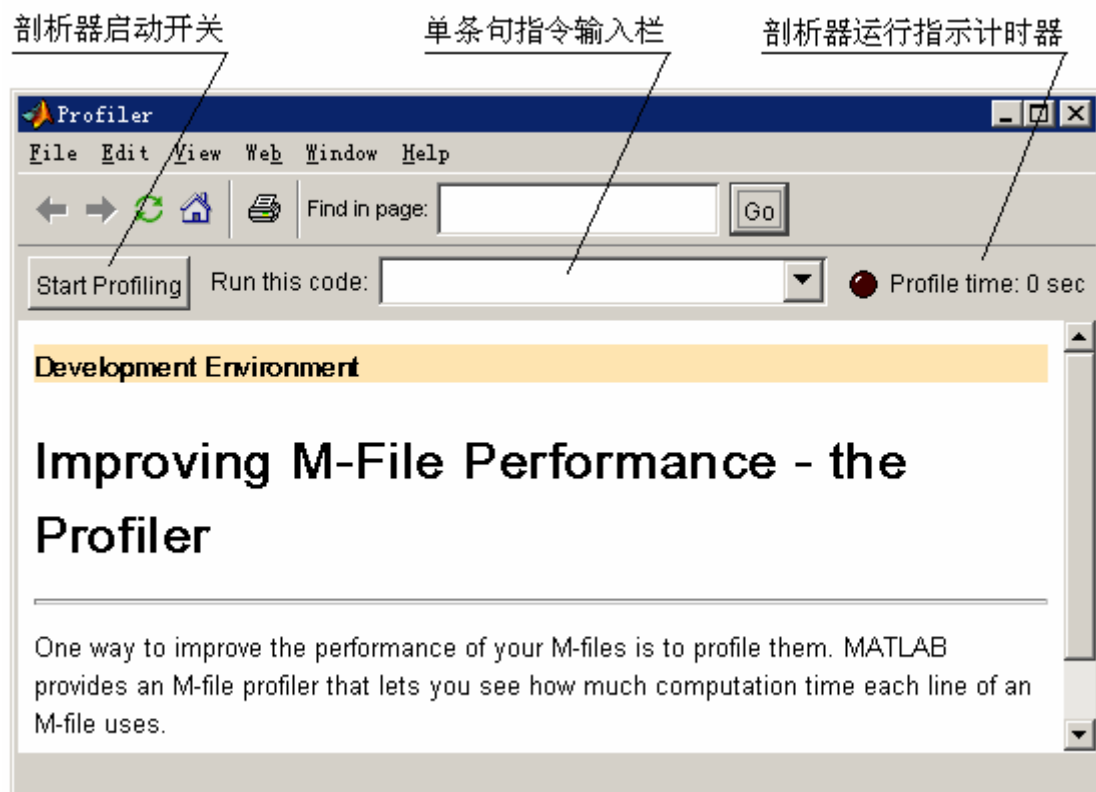 剖析器启动开关 单条句指令输入栏 剖析器运行指示计时器
Profiler
File Edit View Web Window Help
Find in page: Go
Start Profiling Run this code: Profile time: 0 sec
Development Environment
Improving M-File Performance - the
Profiler
One way to improve the performance of your M-files is to profile them. MATLAB
provides an M-file profiler that lets you see how much computation time each line of an
M-file uses.